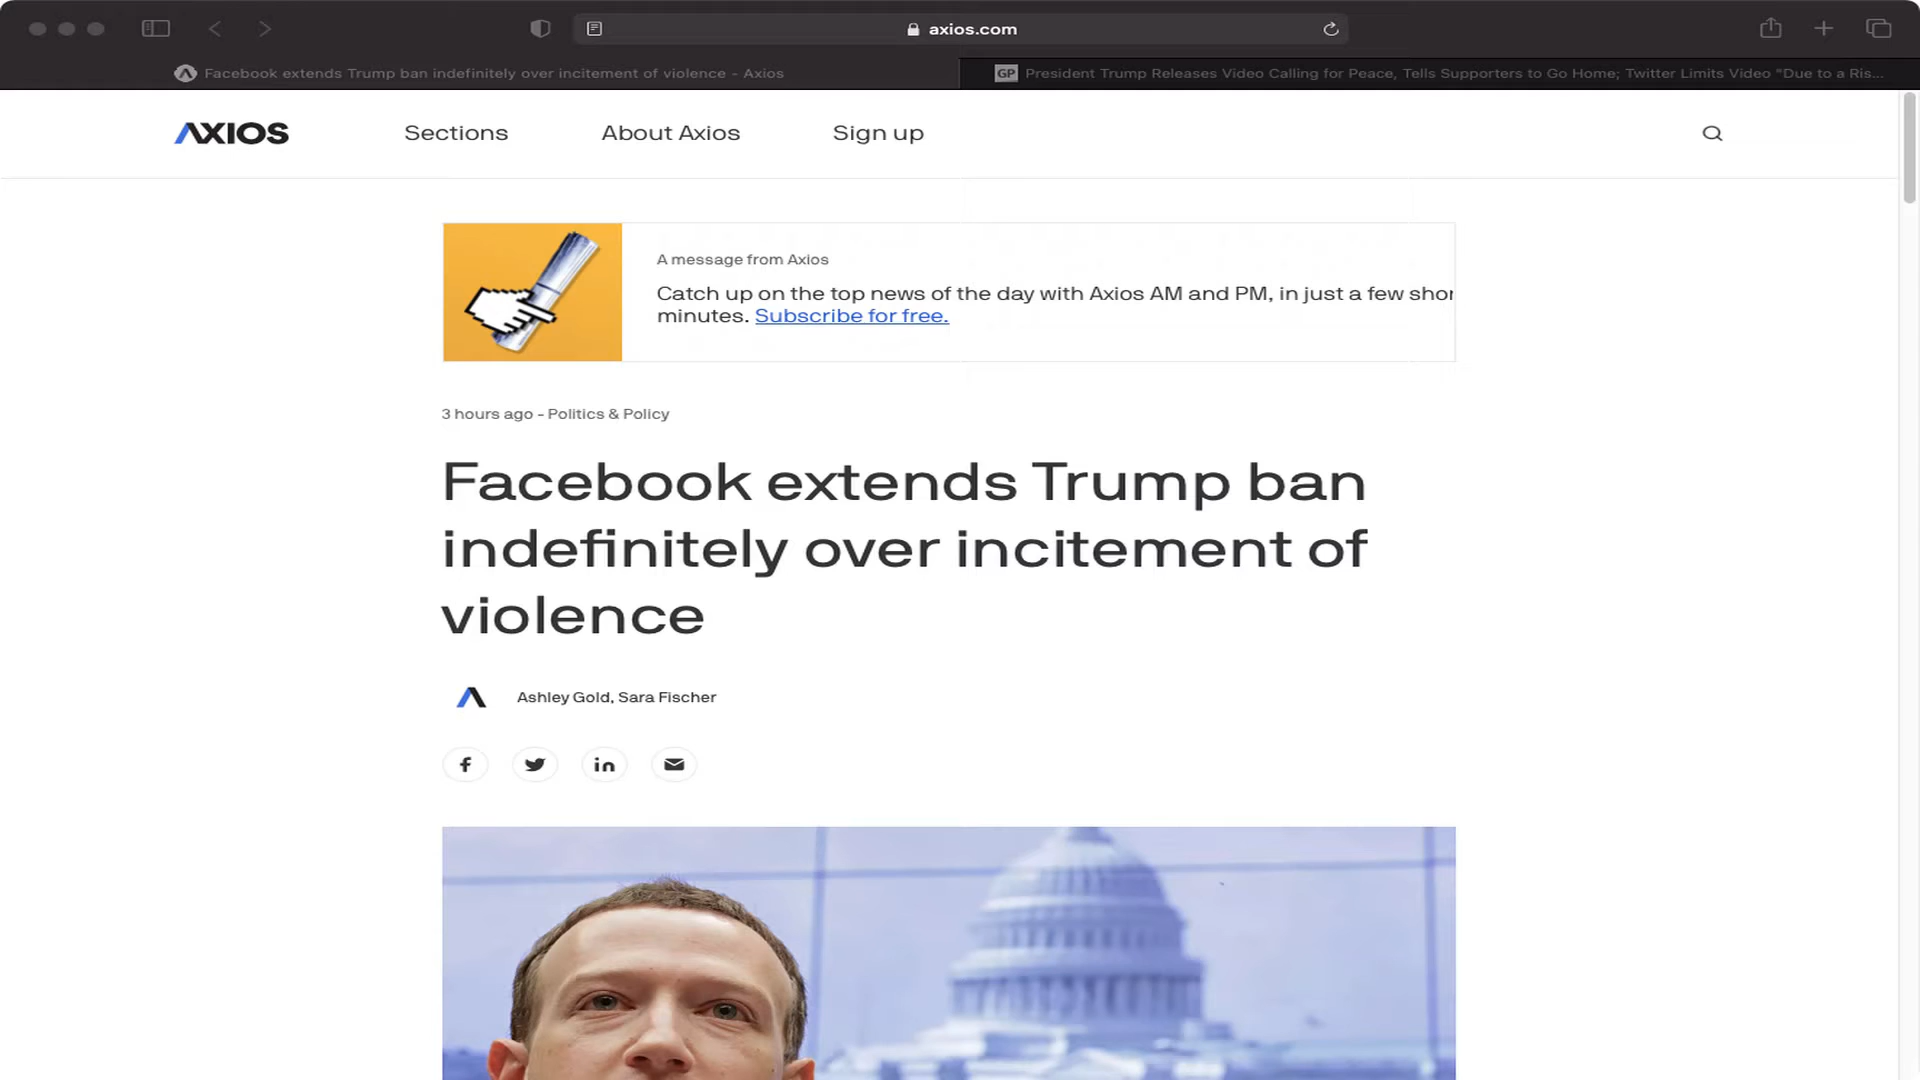 axios.com
Facebook extends Trump ban indefinitely over incitement of violence - Axios
GP President Trump Releases Video Calling for Peace, Tells Supporters to Go Home; Twitter Limits Video "Due to a Ris...
AXIOS Sections About Axios Sign up
A message from Axios
Catch up on the top news of the day with Axios AM and PM, in just a few shor
minutes. Subscribe for free.
3 hours ago - Politics & Policy
Facebook extends Trump ban
indefinitely over incitement of
violence
Ashley Gold, Sara Fischer